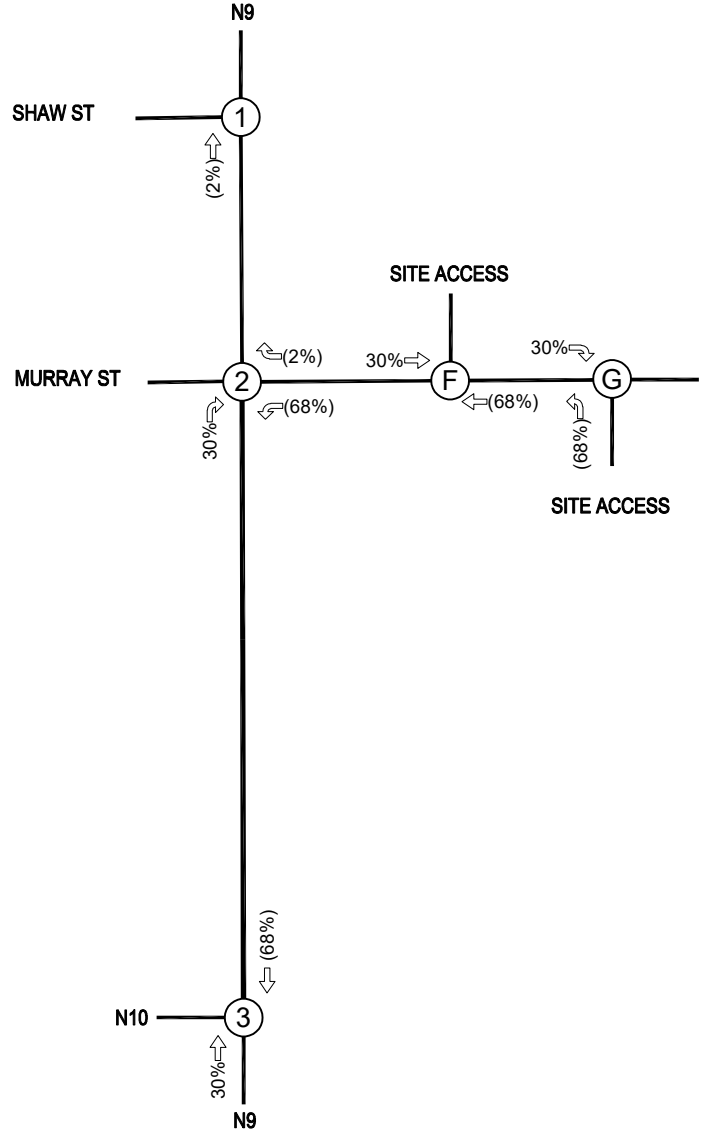 N9
SHAW ST
1
(2%)
SITE ACCESS
(2%)
30%
30%
MURRAY ST
2
F
G
30%
(68%)
(68%)
(68%)
SITE ACCESS
(68%)
N10
3
30%
N9